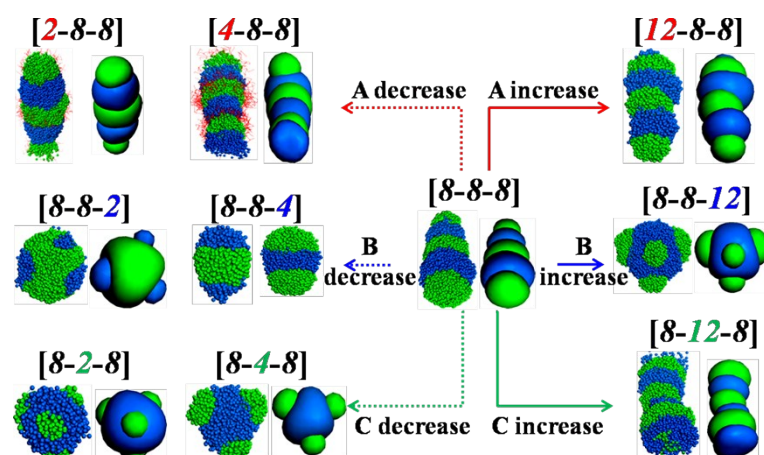 [2-8-8]
[4-8-8]
[12-8-8]
A decrease
A increase
[8-8-8]
[8-8-2]
[8-8-4]
[8-8-12]
B
decrease
B
increase
[8-2-8]
[8-4-8]
[8-12-8]
C decrease
C increase